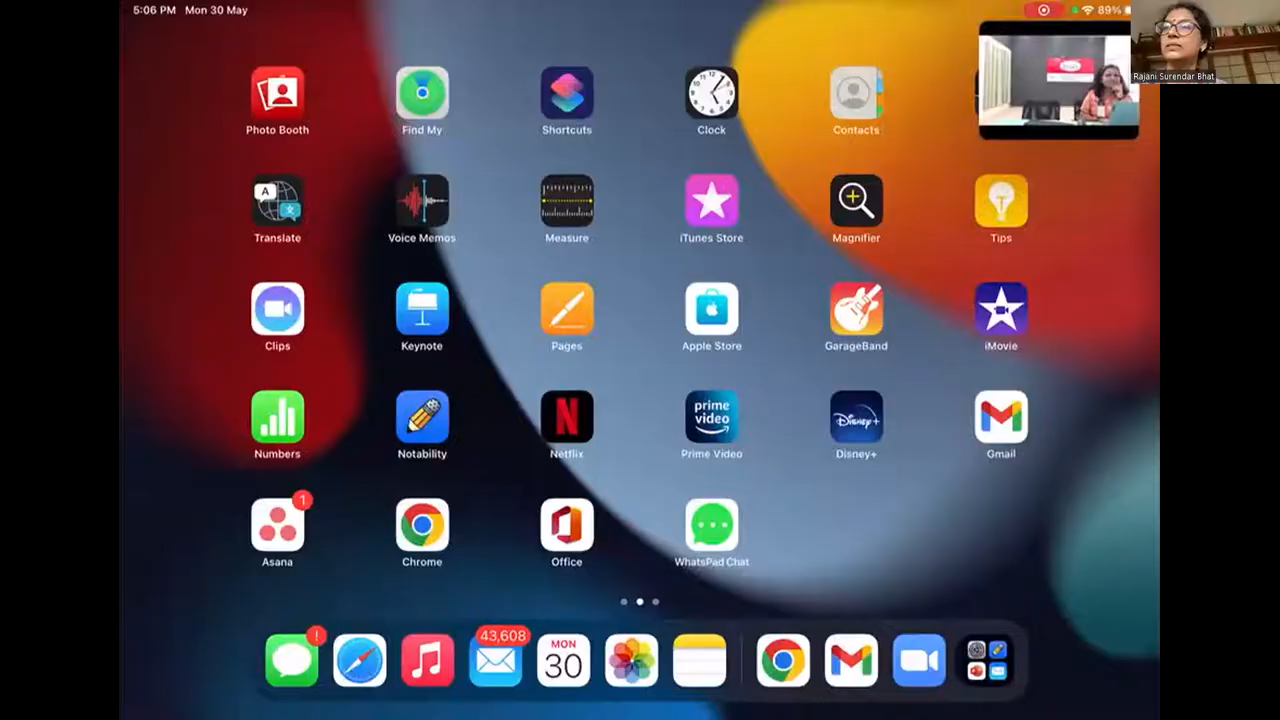 5:06 PM Mon 30 May
89%
Rajani Surendar Bhat
Photo Booth
Find My
Shortcuts
Clock
Contacts
A
Translate
Voice Memos
Measure
iTunes Store
Magnifier
Tips
Clips
Keynote
Pages
Apple Store
GarageBand
iMovie
Numbers
Notability
N
Netflix
prime
video
Prime Video
Disney+
Disney+
Gmail
1
Asana
Chrome
Office
WhatsPad Chat
!
43,608
MON
30